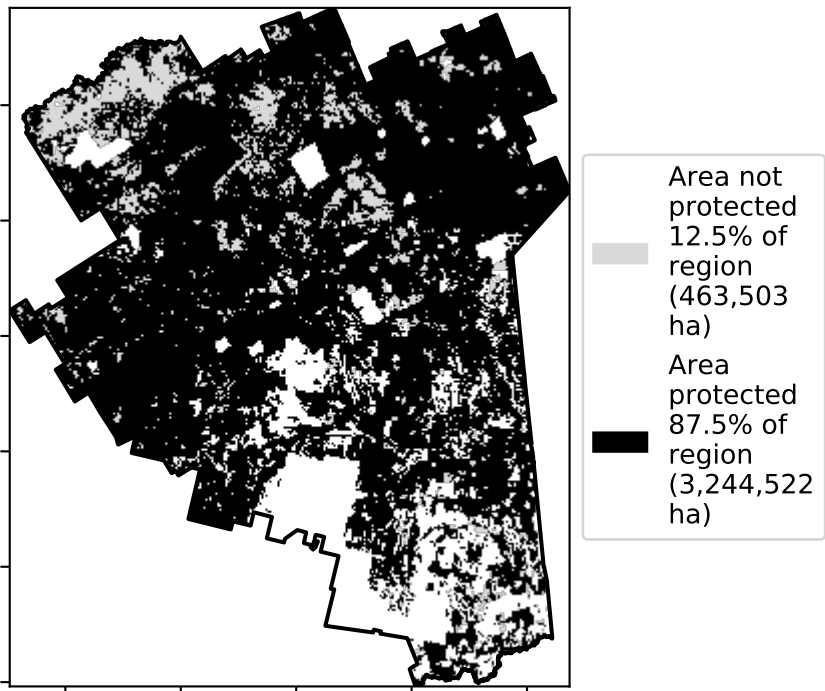 Area not
protected
12.5% of
region
(463,503
ha)
Area
protected
87.5% of
region
(3,244,522
ha)